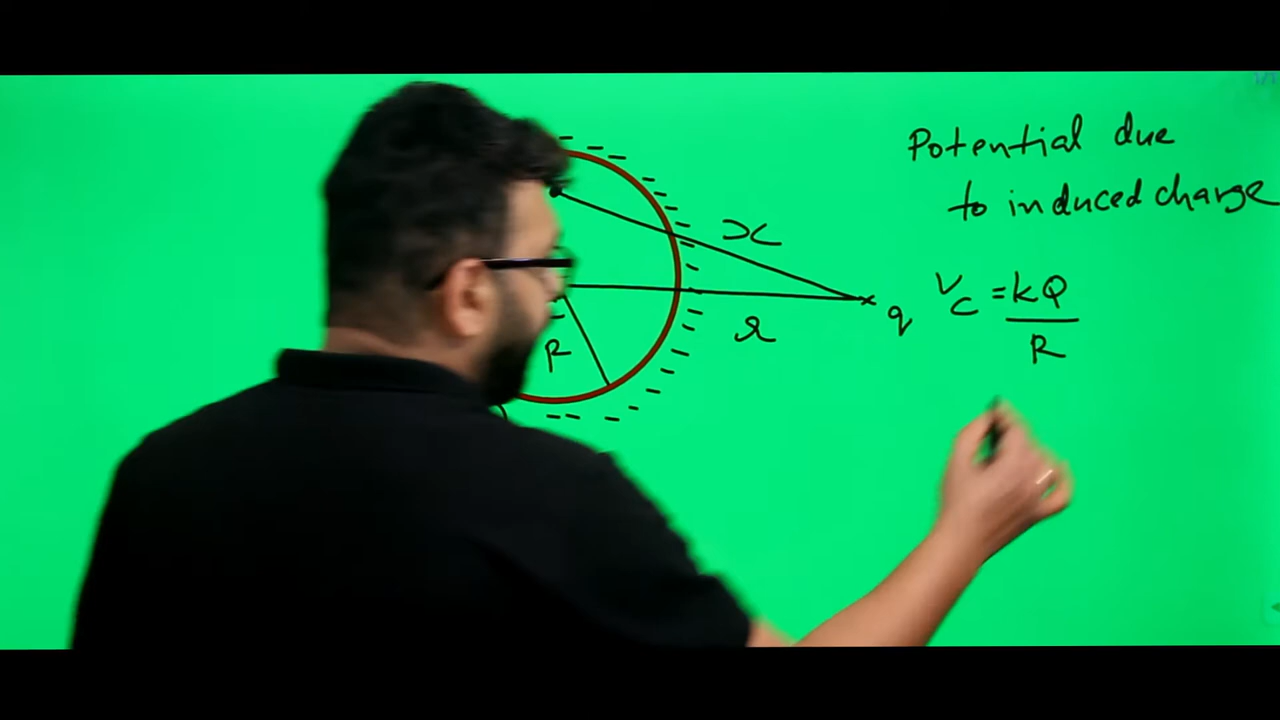 Potential due
to induced charge
x
V_C = kQ/R
r
q
R